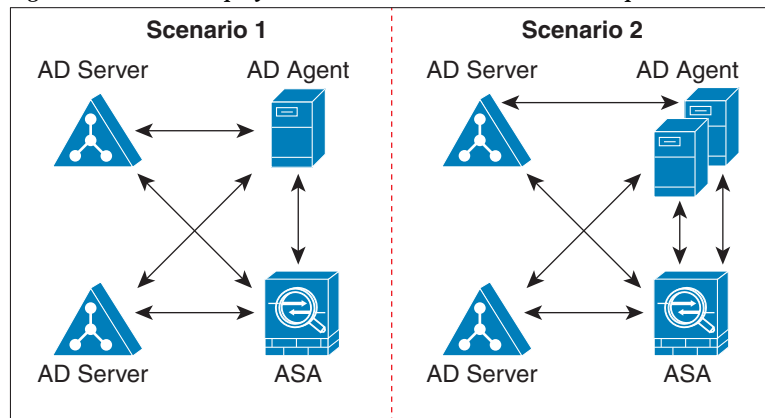 Scenario 1
Scenario 2
AD Server
AD Agent
AD Server
AD Agent
AD Server
ASA
AD Server
ASA